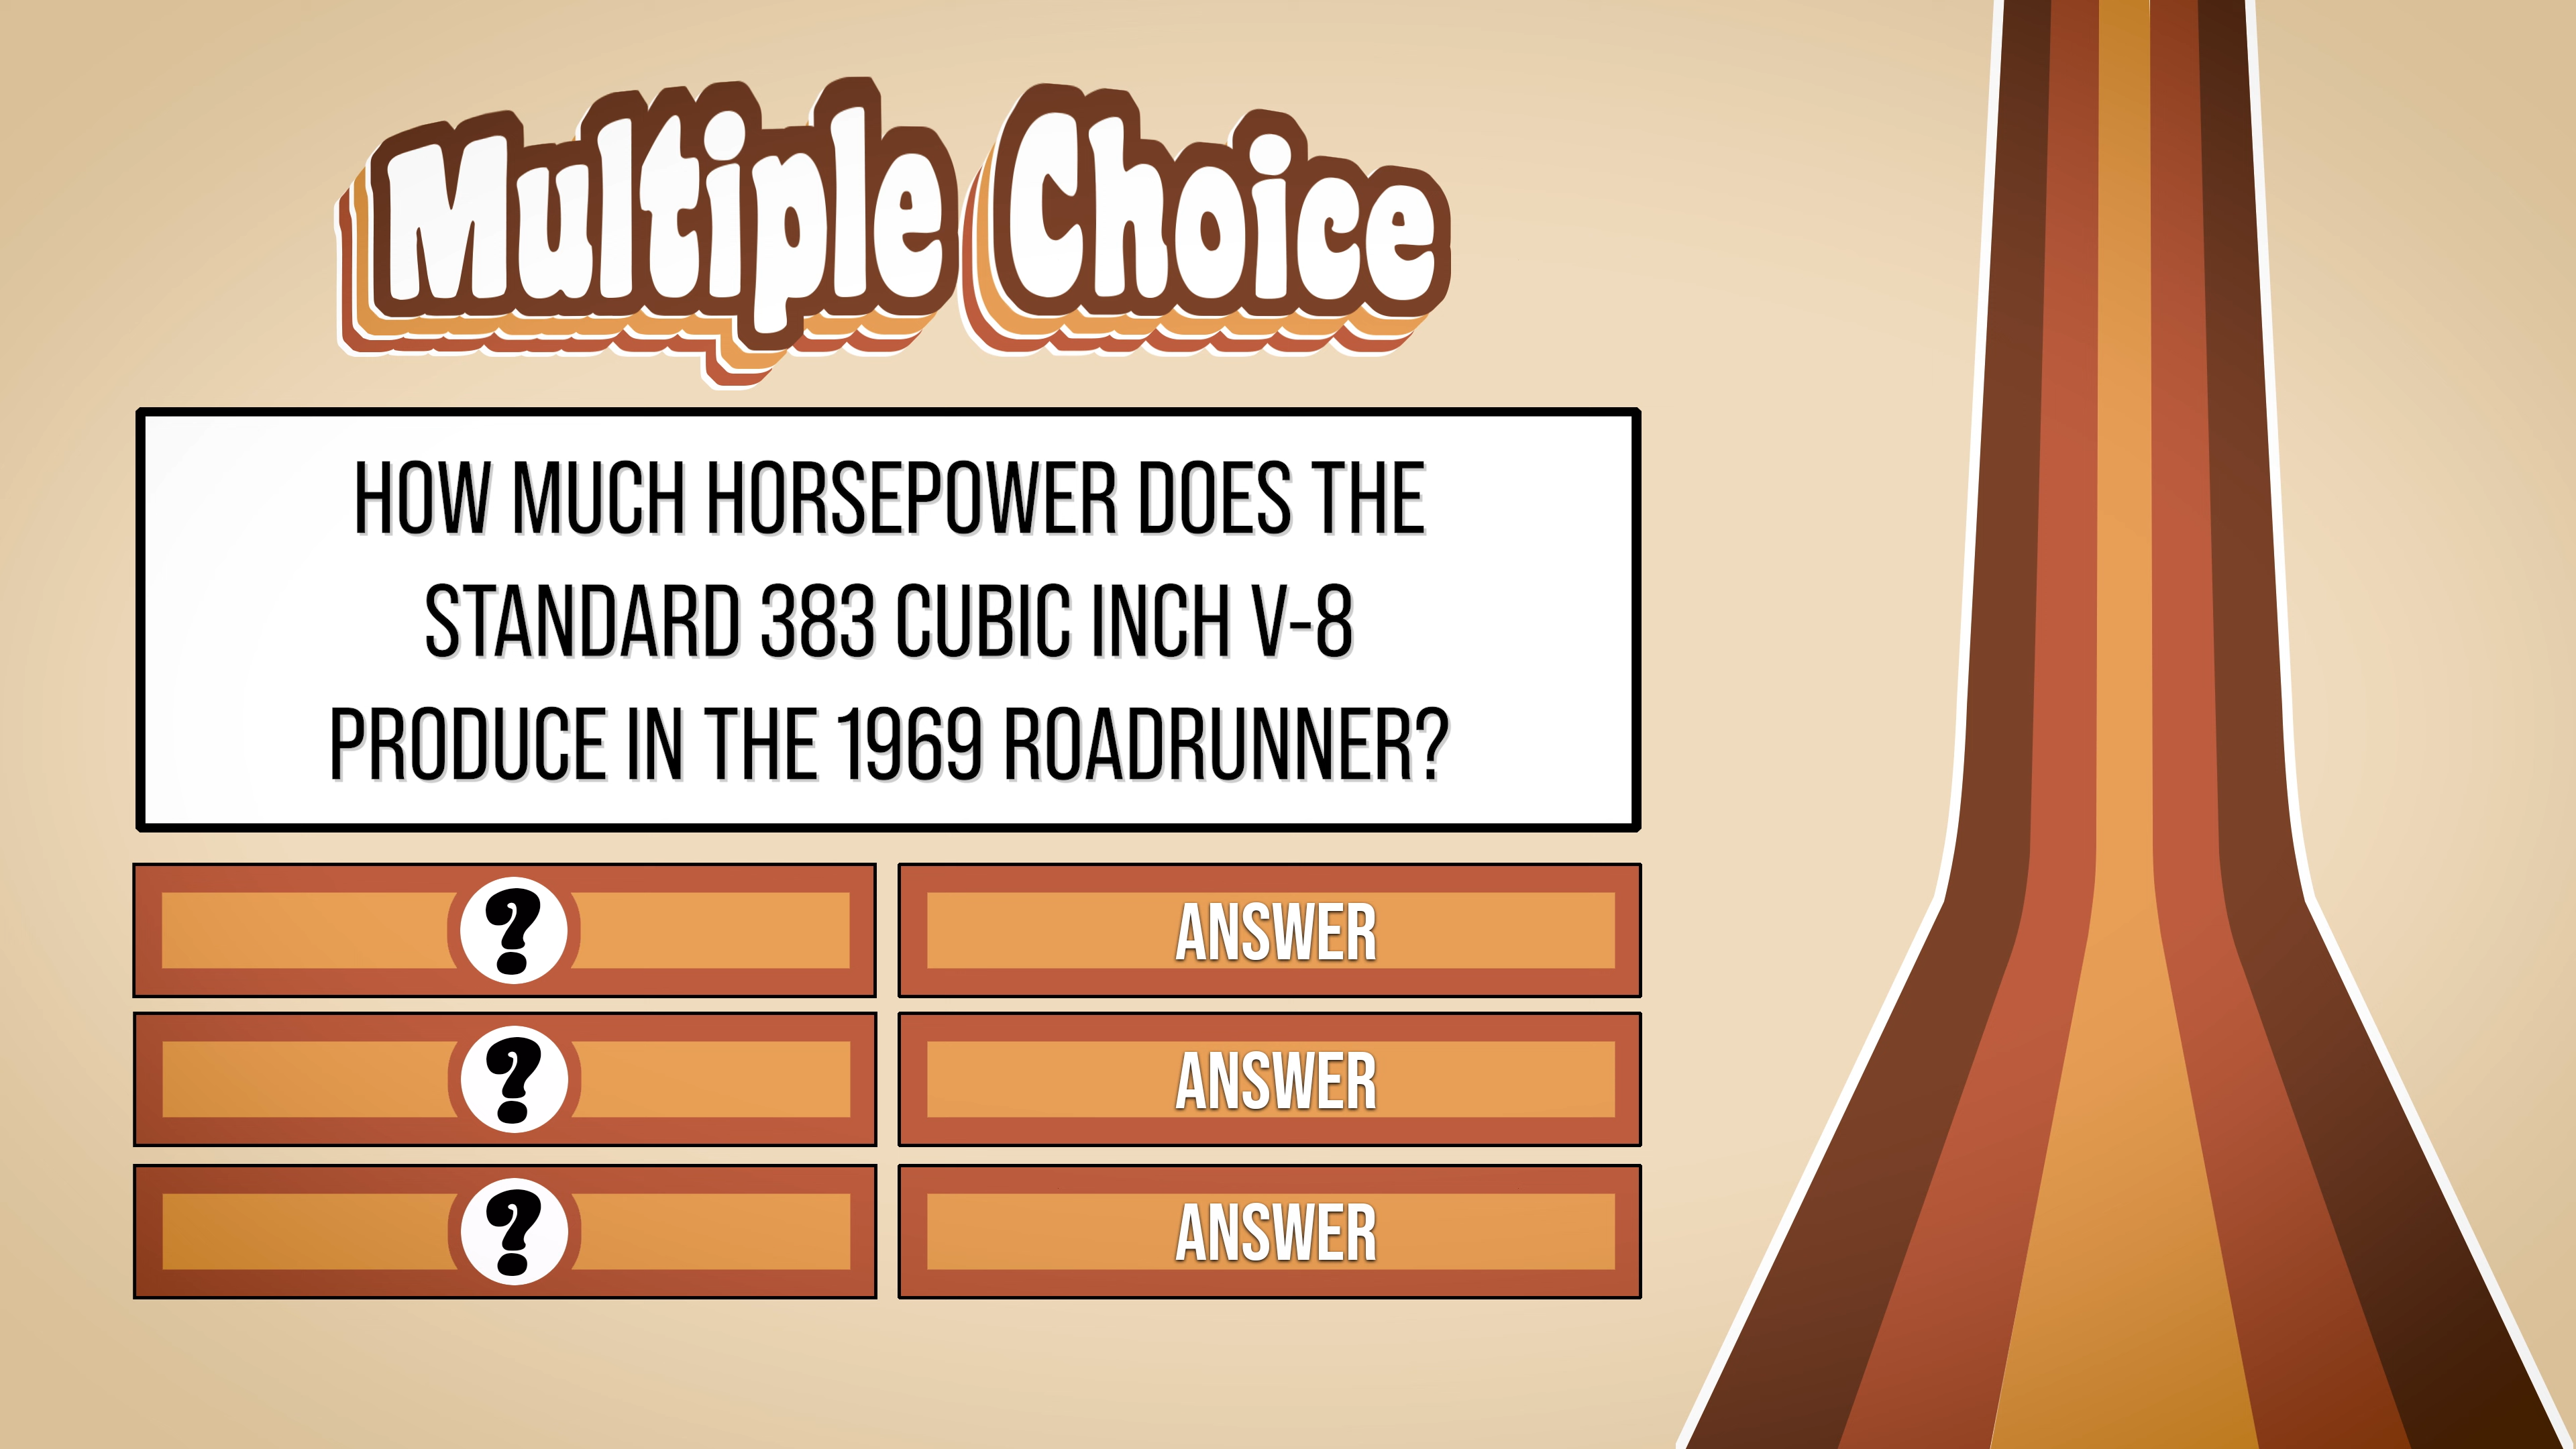 Multiple Choice
HOW MUCH HORSEPOWER DOES THE
STANDARD 383 CUBIC INCH V-8
PRODUCE IN THE 1969 ROADRUNNER?
? ANSWER
? ANSWER
? ANSWER